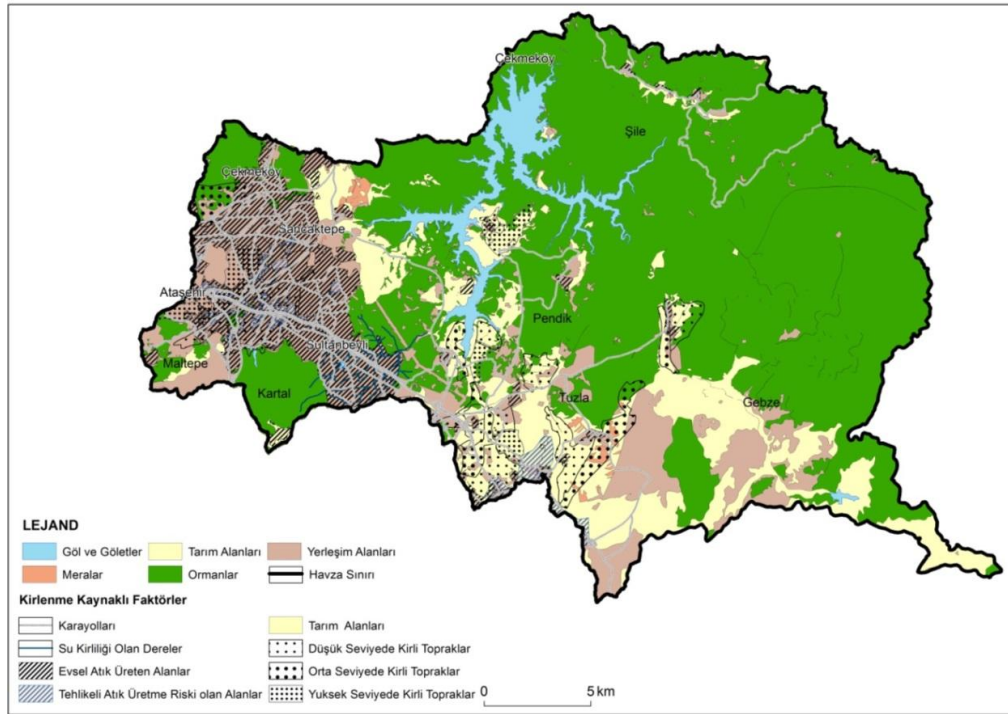 Çekmeköy
Şile
Çekmeköy
Sancaktepe
Ataşehir
Pendik
Sultanbeyli
Maltepe
Kartal
Tuzla
Gebze
LEJAND
Göl ve Göletler
Tarım Alanları
Yerleşim Alanları
Meralar
Ormanlar
Havza Sınırı
Kirlenme Kaynaklı Faktörler
Karayolları
Tarım Alanları
Su Kirliliği Olan Dereler
Düşük Seviyede Kirli Topraklar
Evsel Atık Üreten Alanlar
Orta Seviyede Kirli Topraklar
Tehlikeli Atık Üretme Riski olan Alanlar
Yuksek Seviyede Kirli Topraklar
0 5 km